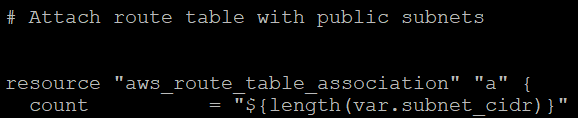 # Attach route table with public subnets
resource "aws_route_table_association" "a" {
  count          = "${length(var.subnet_cidr)}"